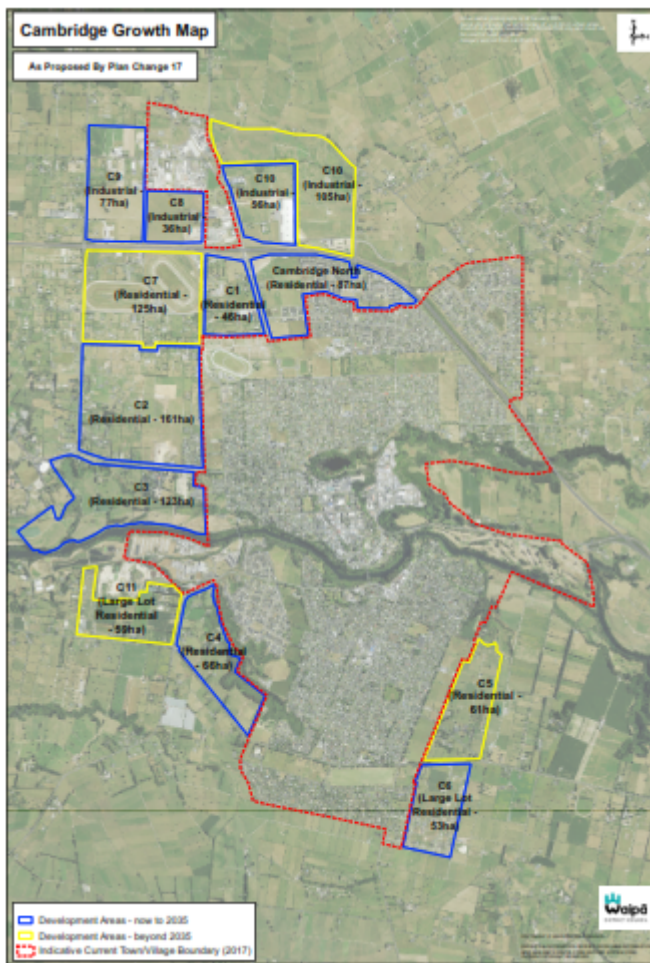 Cambridge Growth Map
As Proposed By Plan Change 17
C9
(Industrial -
77ha)
C8
(Industrial -
36ha)
C10
(Industrial -
56ha)
C10
(Industrial -
105ha)
C7
(Residential -
125ha)
C1
(Residential
- 46ha)
Cambridge North
(Residential - 87ha)
C2
(Residential - 161ha)
C3
(Residential - 123ha)
C11
(Large Lot
Residential
- 59ha)
C4
(Residential
- 66ha)
C5
(Residential -
61ha)
C6
(Large Lot
Residential -
53ha)
Development Areas - now to 2035
Development Areas - beyond 2035
Indicative Current Town/Village Boundary (2017)
Waipā
DISTRICT COUNCIL